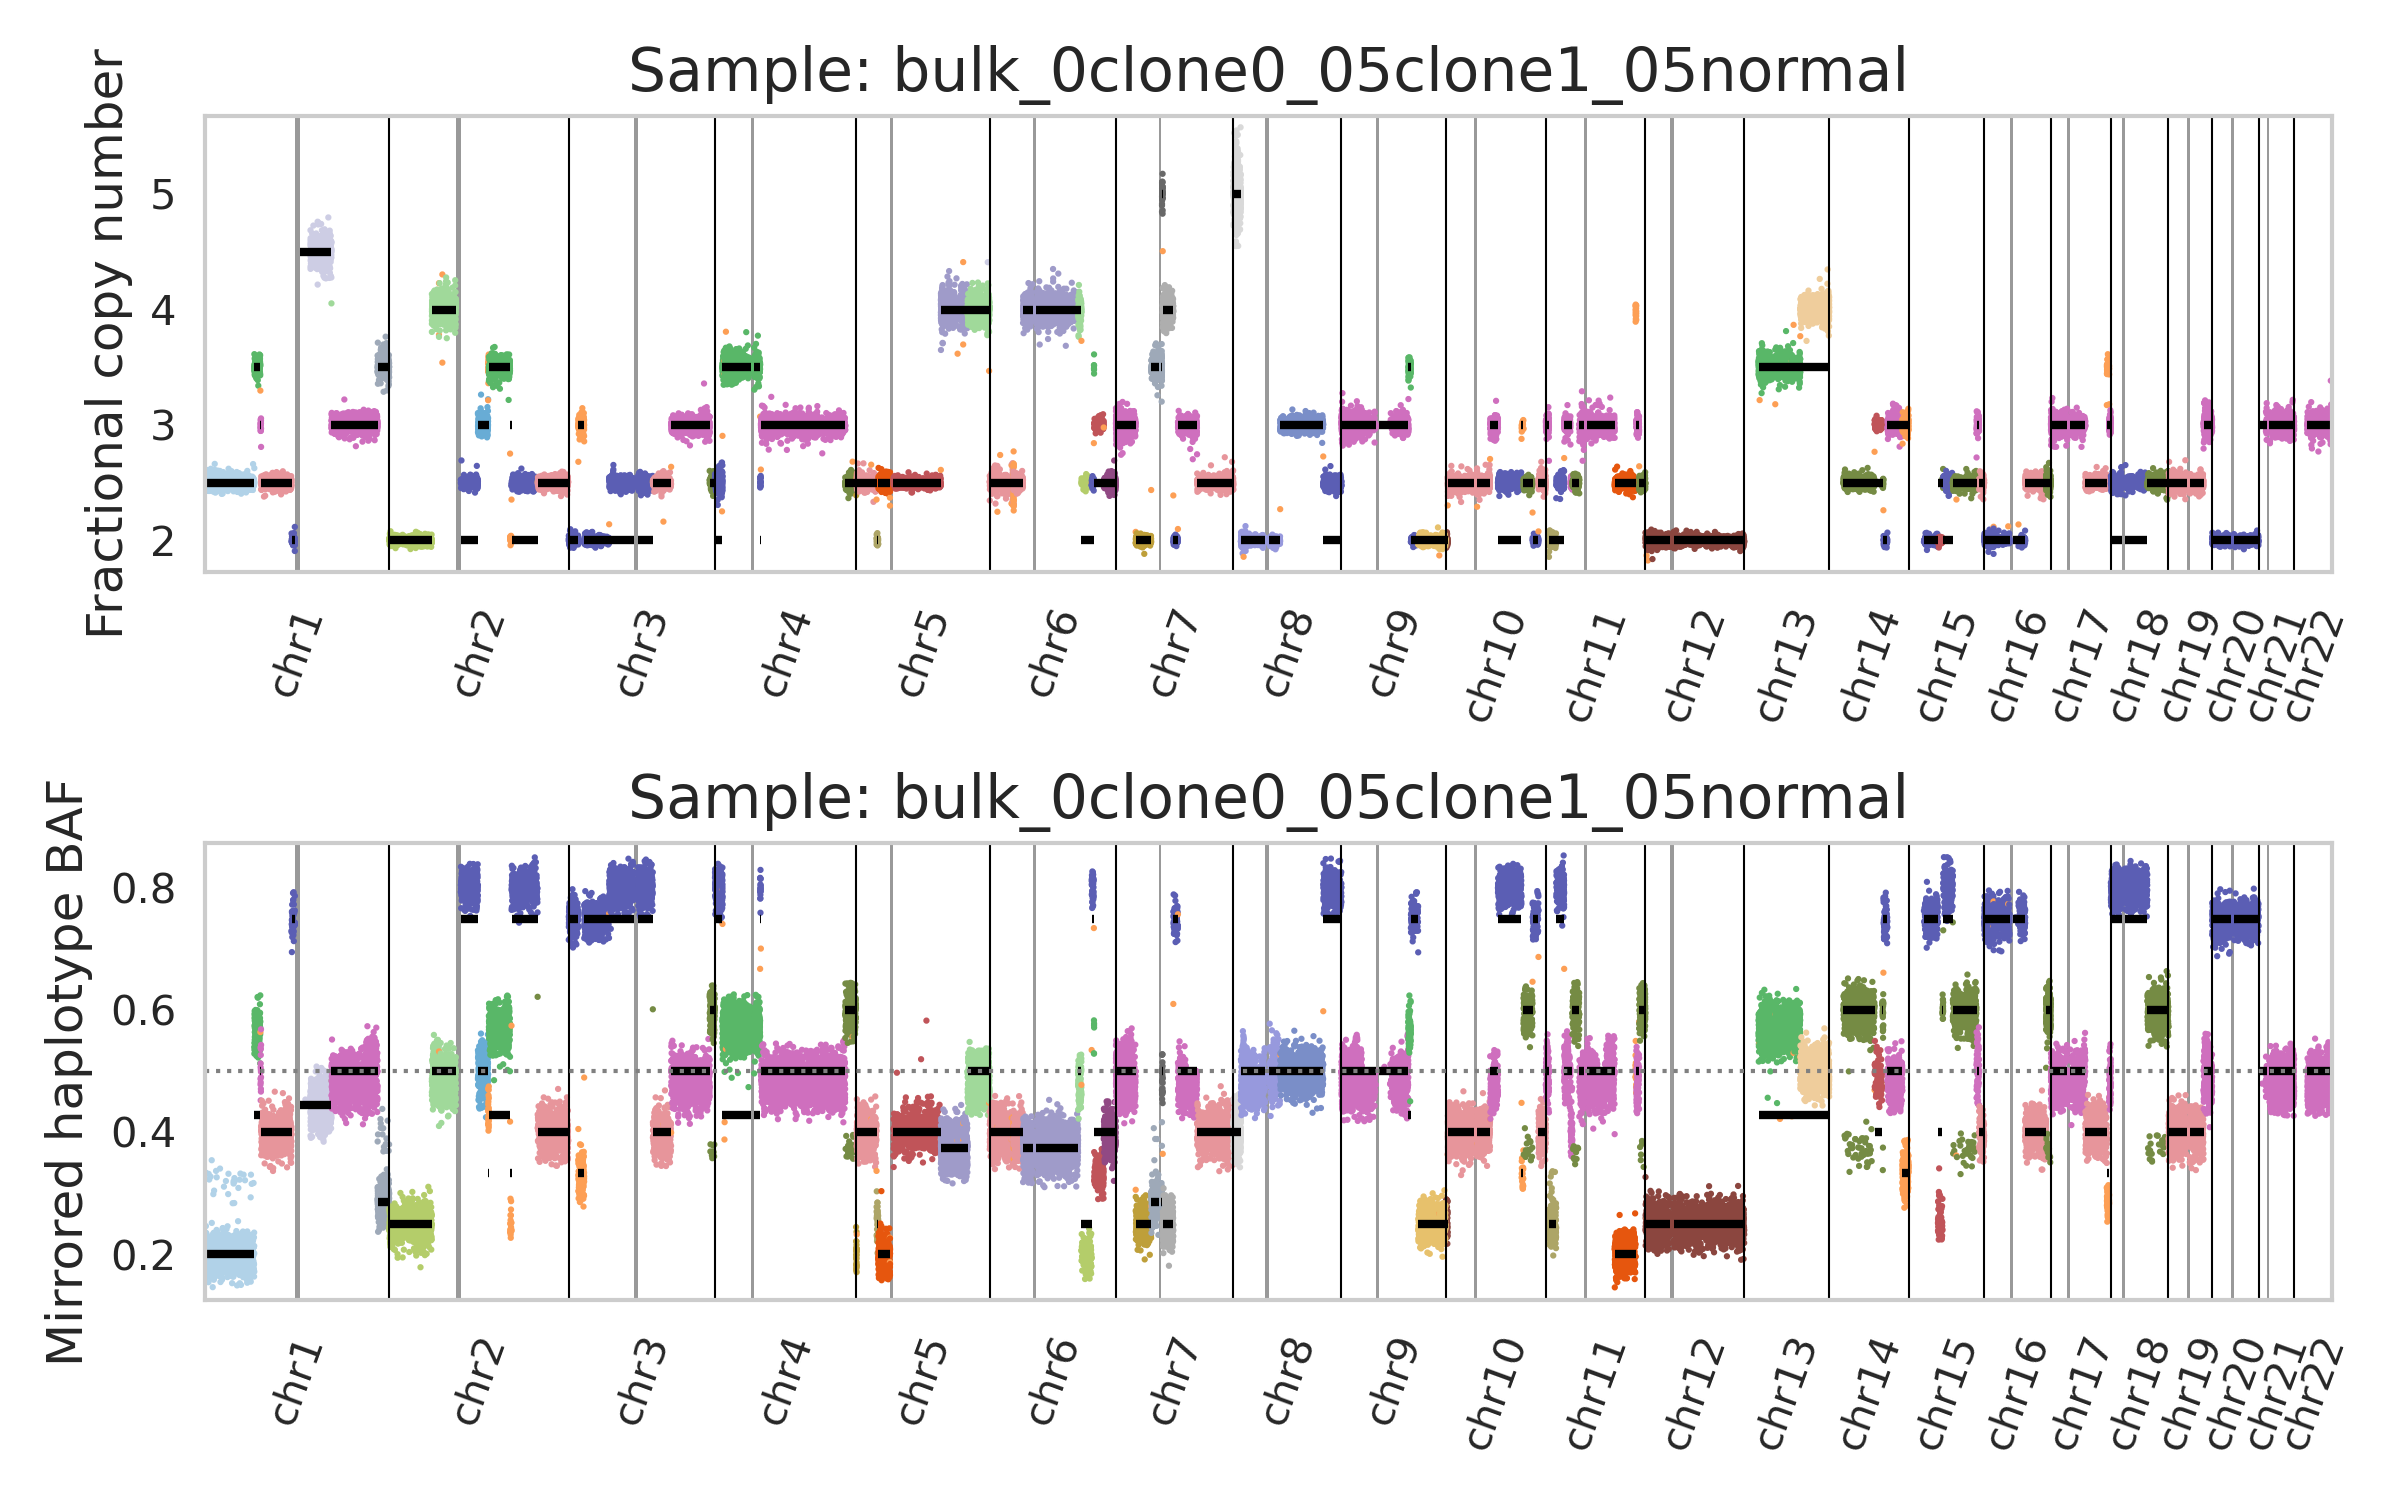 Sample: bulk_0clone0_05clone1_05normal
Fractional copy number
5
4
3
2
chr1 chr2 chr3 chr4 chr5 chr6 chr7 chr8 chr9 chr10 chr11 chr12 chr13 chr14 chr15 chr16 chr17 chr18 chr19 chr20 chr21 chr22
Sample: bulk_0clone0_05clone1_05normal
Mirrored haplotype BAF
0.8
0.6
0.4
0.2
chr1 chr2 chr3 chr4 chr5 chr6 chr7 chr8 chr9 chr10 chr11 chr12 chr13 chr14 chr15 chr16 chr17 chr18 chr19 chr20 chr21 chr22